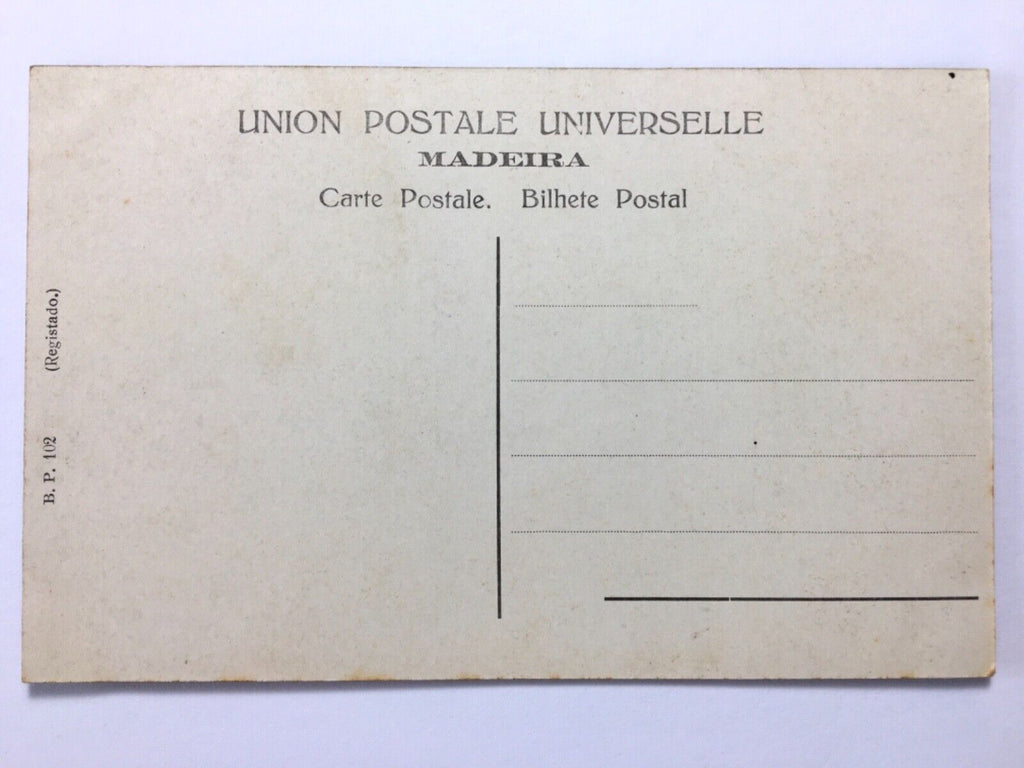 UNION POSTALE UNIVERSELLE
MADEIRA
Carte Postale. Bilhete Postal
B. P. 102 (Registado.)